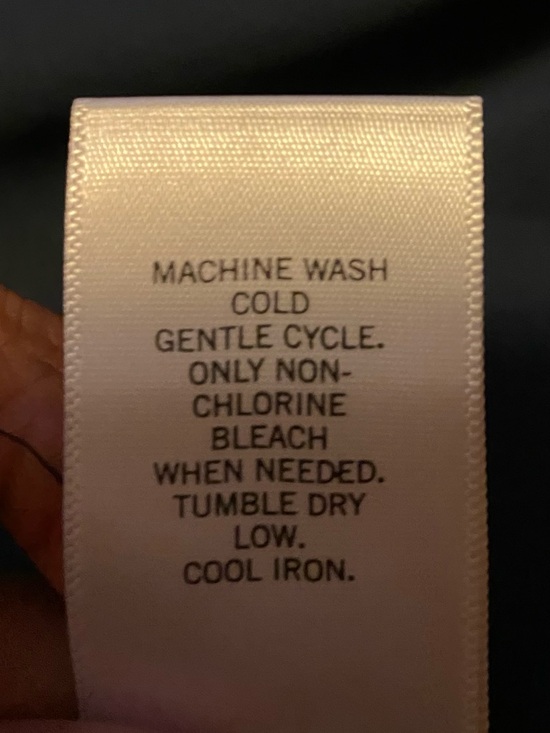 MACHINE WASH
COLD
GENTLE CYCLE.
ONLY NON-
CHLORINE
BLEACH
WHEN NEEDED.
TUMBLE DRY
LOW.
COOL IRON.